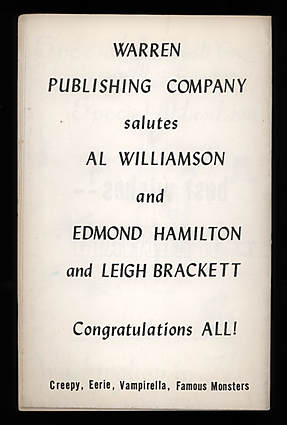 WARREN
PUBLISHING COMPANY
salutes
AL WILLIAMSON
and
EDMOND HAMILTON
and LEIGH BRACKETT
Congratulations ALL!
Creepy, Eerie, Vampirella, Famous Monsters